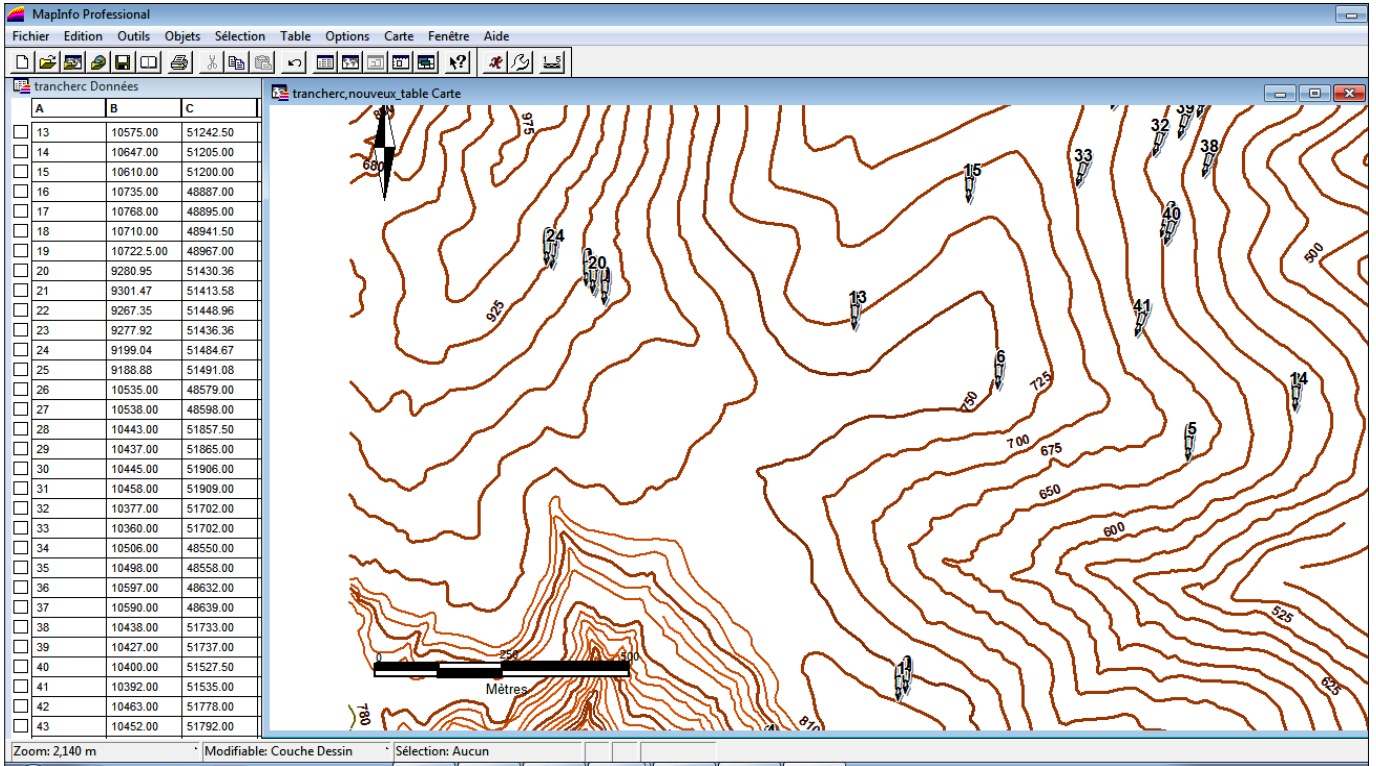 MapInfo Professional
Fichier Edition Outils Objets Sélection Table Options Carte Fenêtre Aide
trancherc Données
A B C
13 10575.00 51242.50
14 10647.00 51205.00
15 10610.00 51200.00
16 10735.00 48887.00
17 10768.00 48895.00
18 10710.00 48941.50
19 10722.5.00 48967.00
20 9280.95 51430.36
21 9301.47 51413.58
22 9267.35 51448.96
23 9277.92 51436.36
24 9199.04 51484.67
25 9188.88 51491.08
26 10535.00 48579.00
27 10538.00 48598.00
28 10443.00 51857.50
29 10437.00 51865.00
30 10445.00 51906.00
31 10458.00 51909.00
32 10377.00 51702.00
33 10360.00 51702.00
34 10506.00 48550.00
35 10498.00 48558.00
36 10597.00 48632.00
37 10590.00 48639.00
38 10438.00 51733.00
39 10427.00 51737.00
40 10400.00 51527.50
41 10392.00 51535.00
42 10463.00 51778.00
43 10452.00 51792.00
trancherc,nouveux_table Carte
975
39
32
38
33
680
15
40
24
500
20
925
13
41
6
725
14
750
5
700
675
650
600
525
0 250 500
Mètres
625
780
810
Zoom: 2,140 m
Modifiable: Couche Dessin
Sélection: Aucun